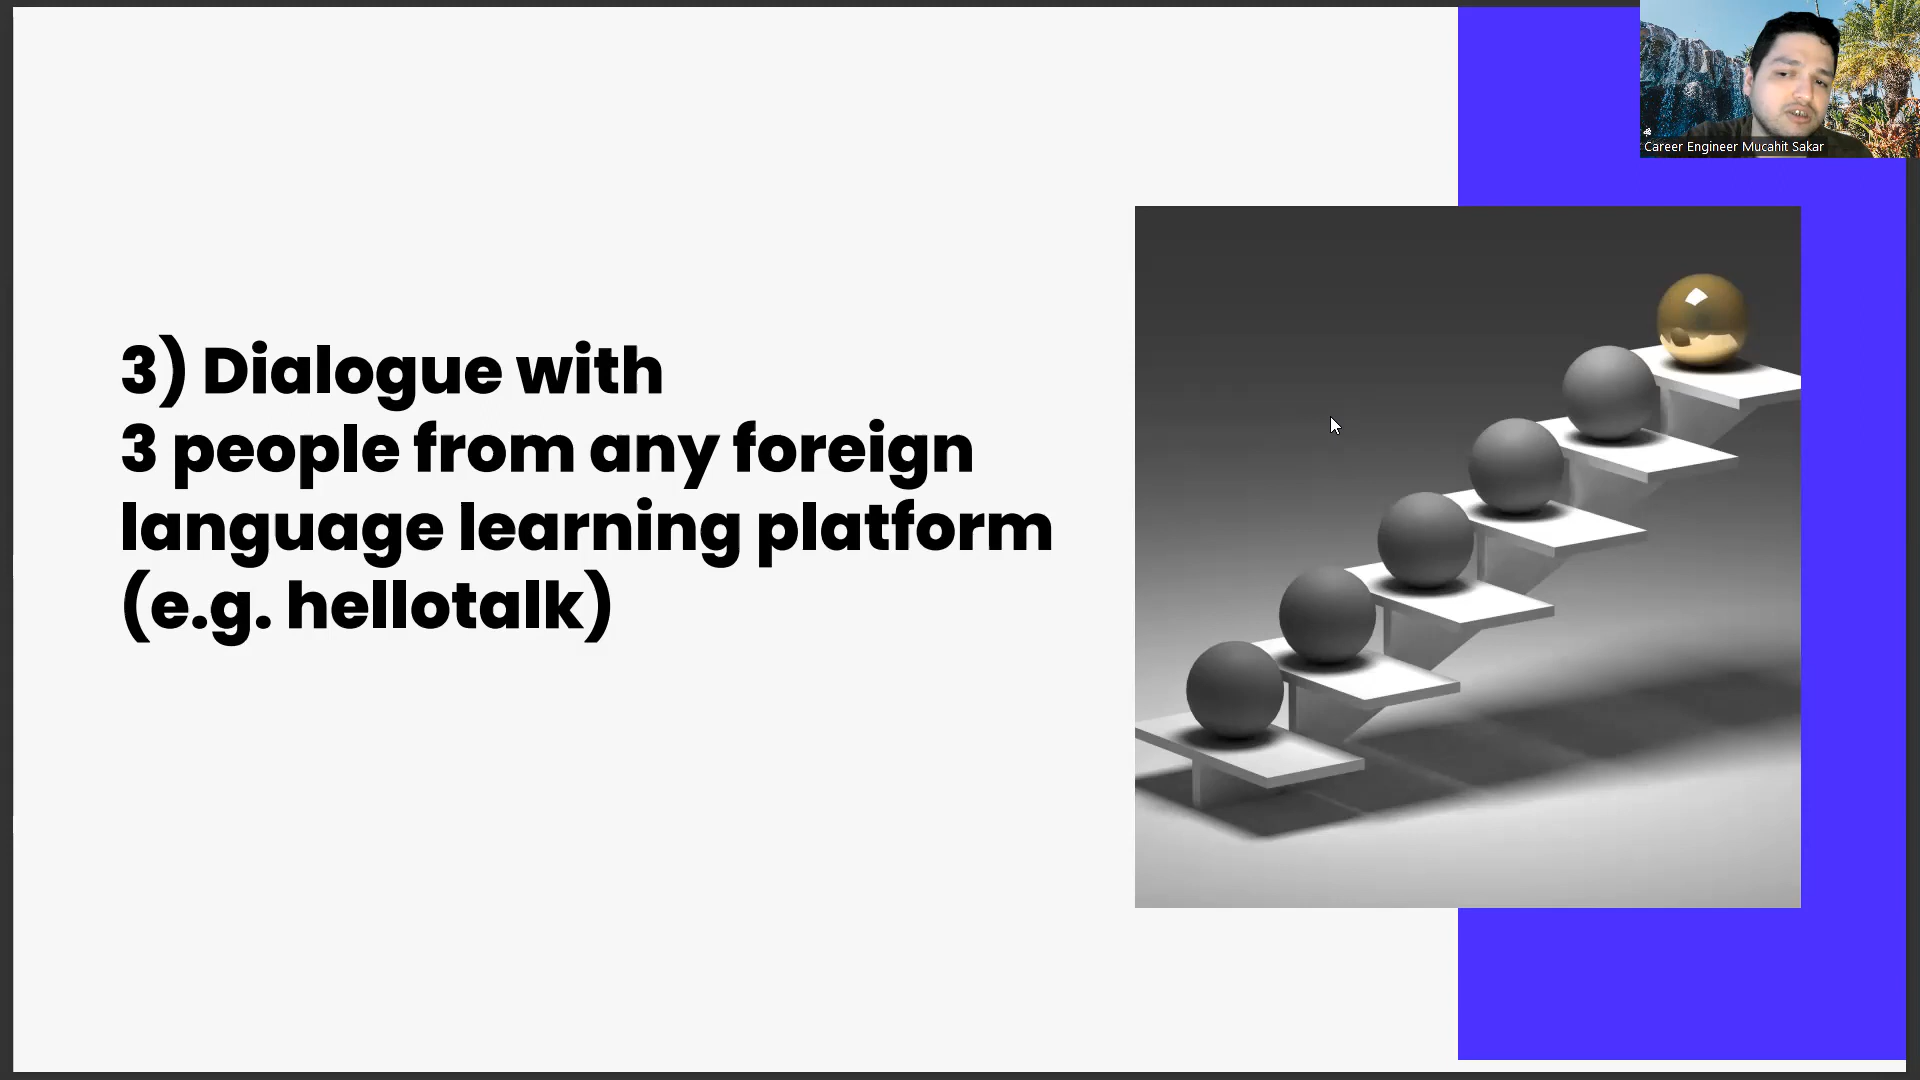 3) Dialogue with
3 people from any foreign
language learning platform
(e.g. hellotalk)
Career Engineer Mucahit Sakar